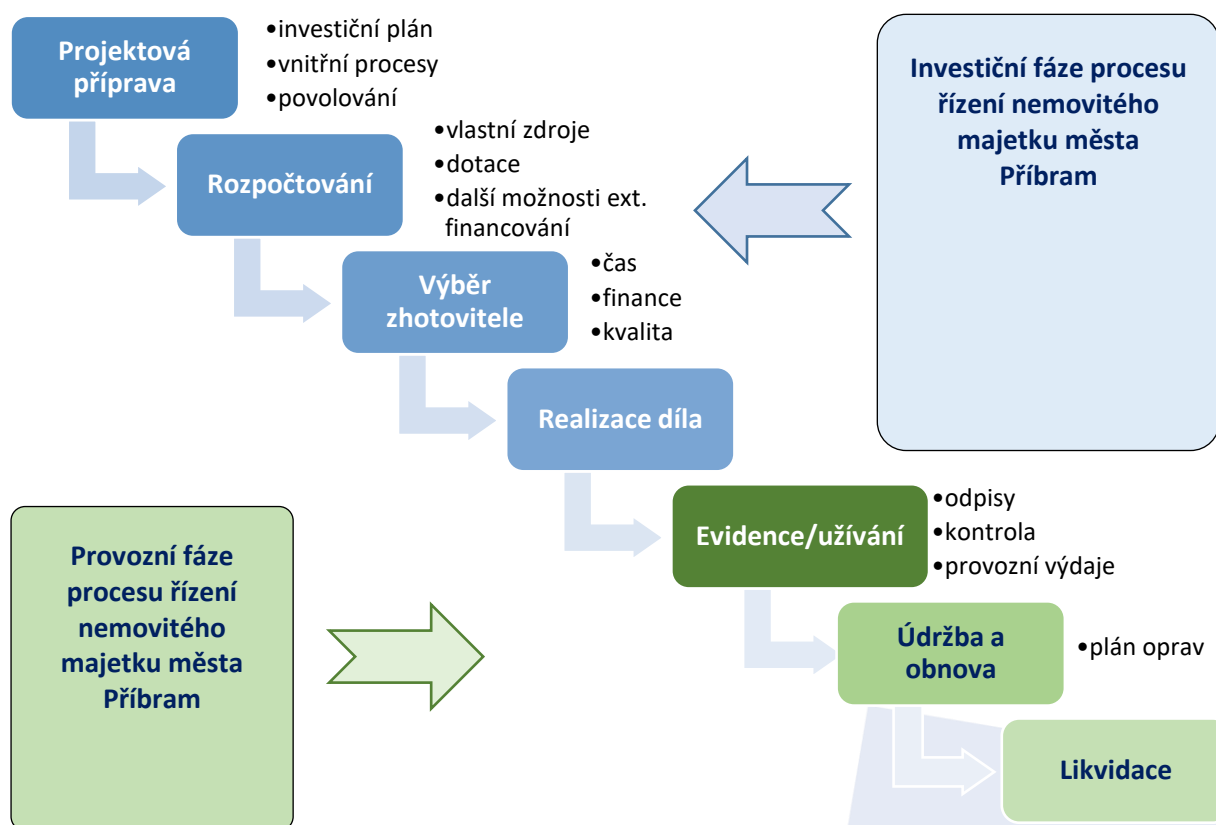 Projektová
příprava
•investiční plán
•vnitřní procesy
•povolování
Investiční fáze procesu
řízení nemovitého
majetku města
Příbram
Rozpočtování
•vlastní zdroje
•dotace
•další možnosti ext.
financování
Výběr
zhotovitele
•čas
•finance
•kvalita
Realizace díla
Provozní fáze
procesu řízení
nemovitého
majetku města
Příbram
Evidence/užívání
•odpisy
•kontrola
•provozní výdaje
Údržba a
obnova
•plán oprav
Likvidace